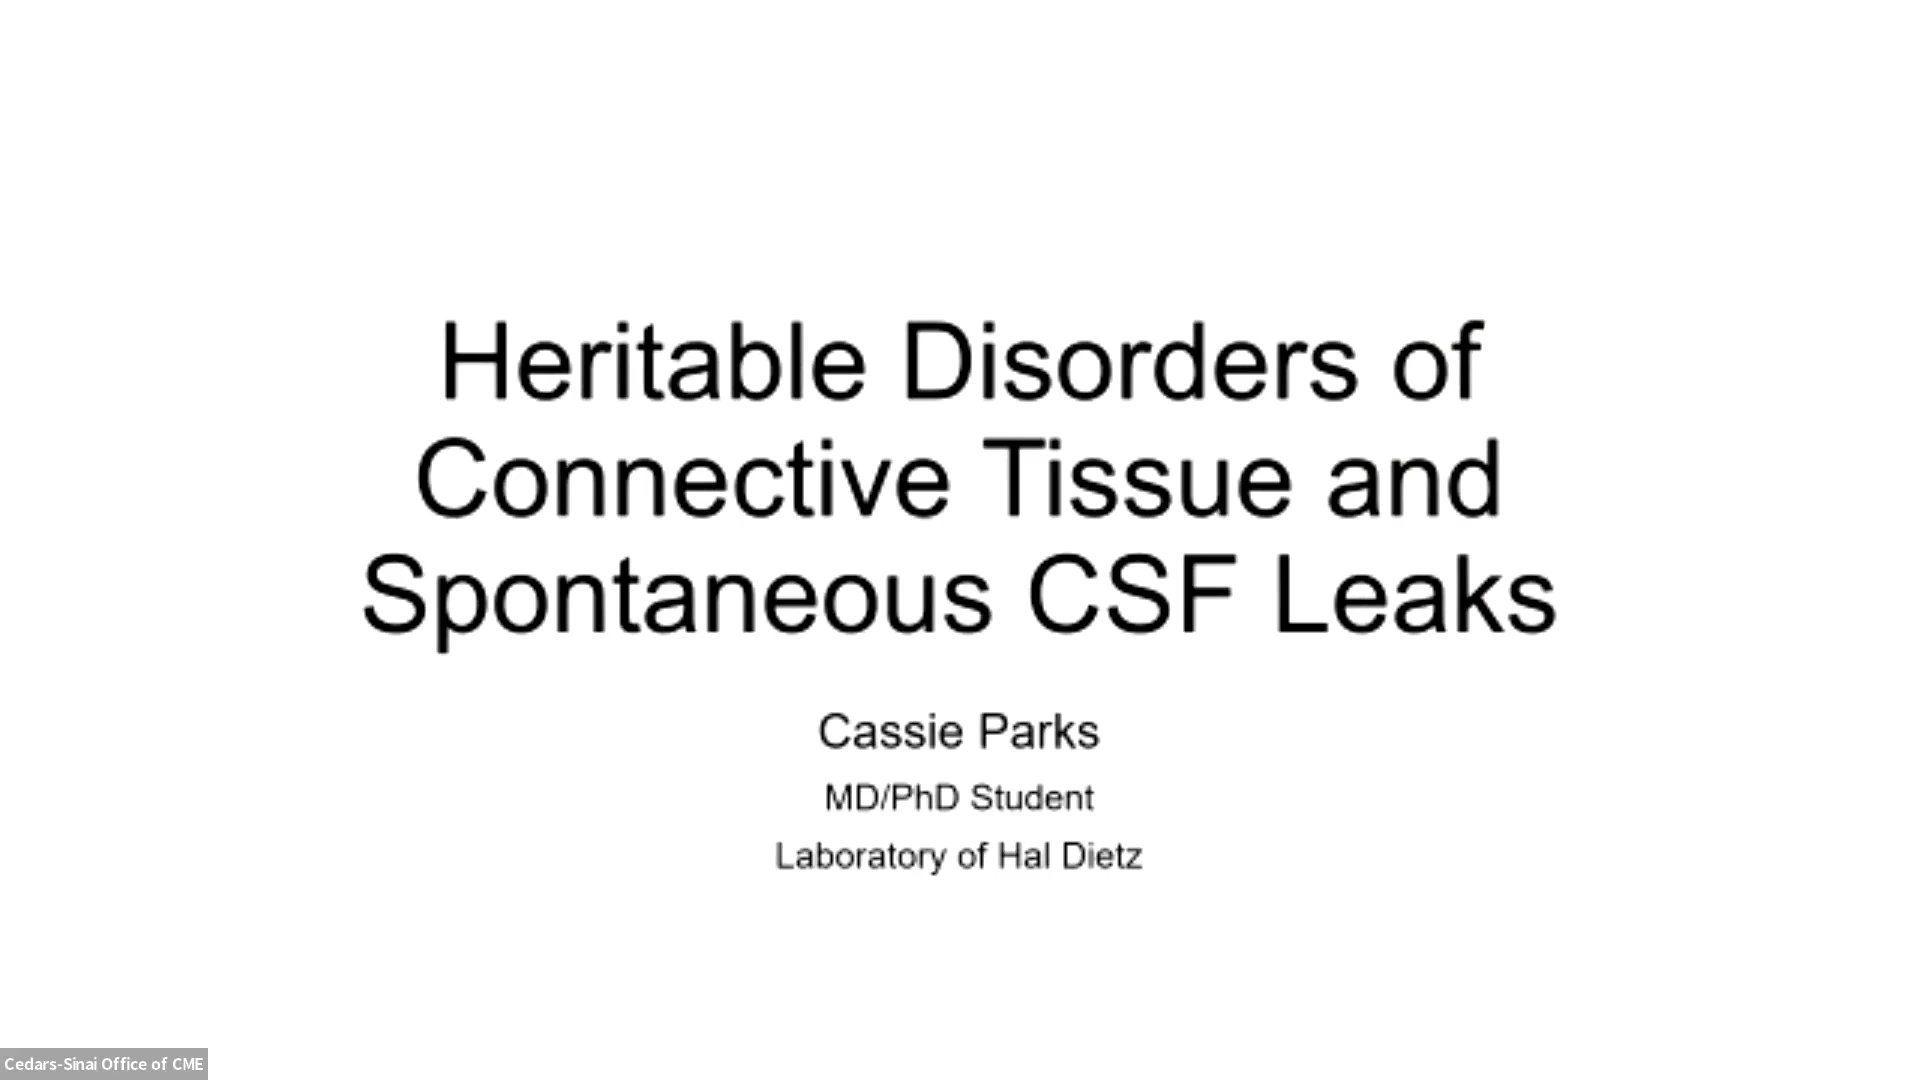 Heritable Disorders of
Connective Tissue and
Spontaneous CSF Leaks
Cassie Parks
MD/PhD Student
Laboratory of Hal Dietz
Cedars-Sinai Office of CME